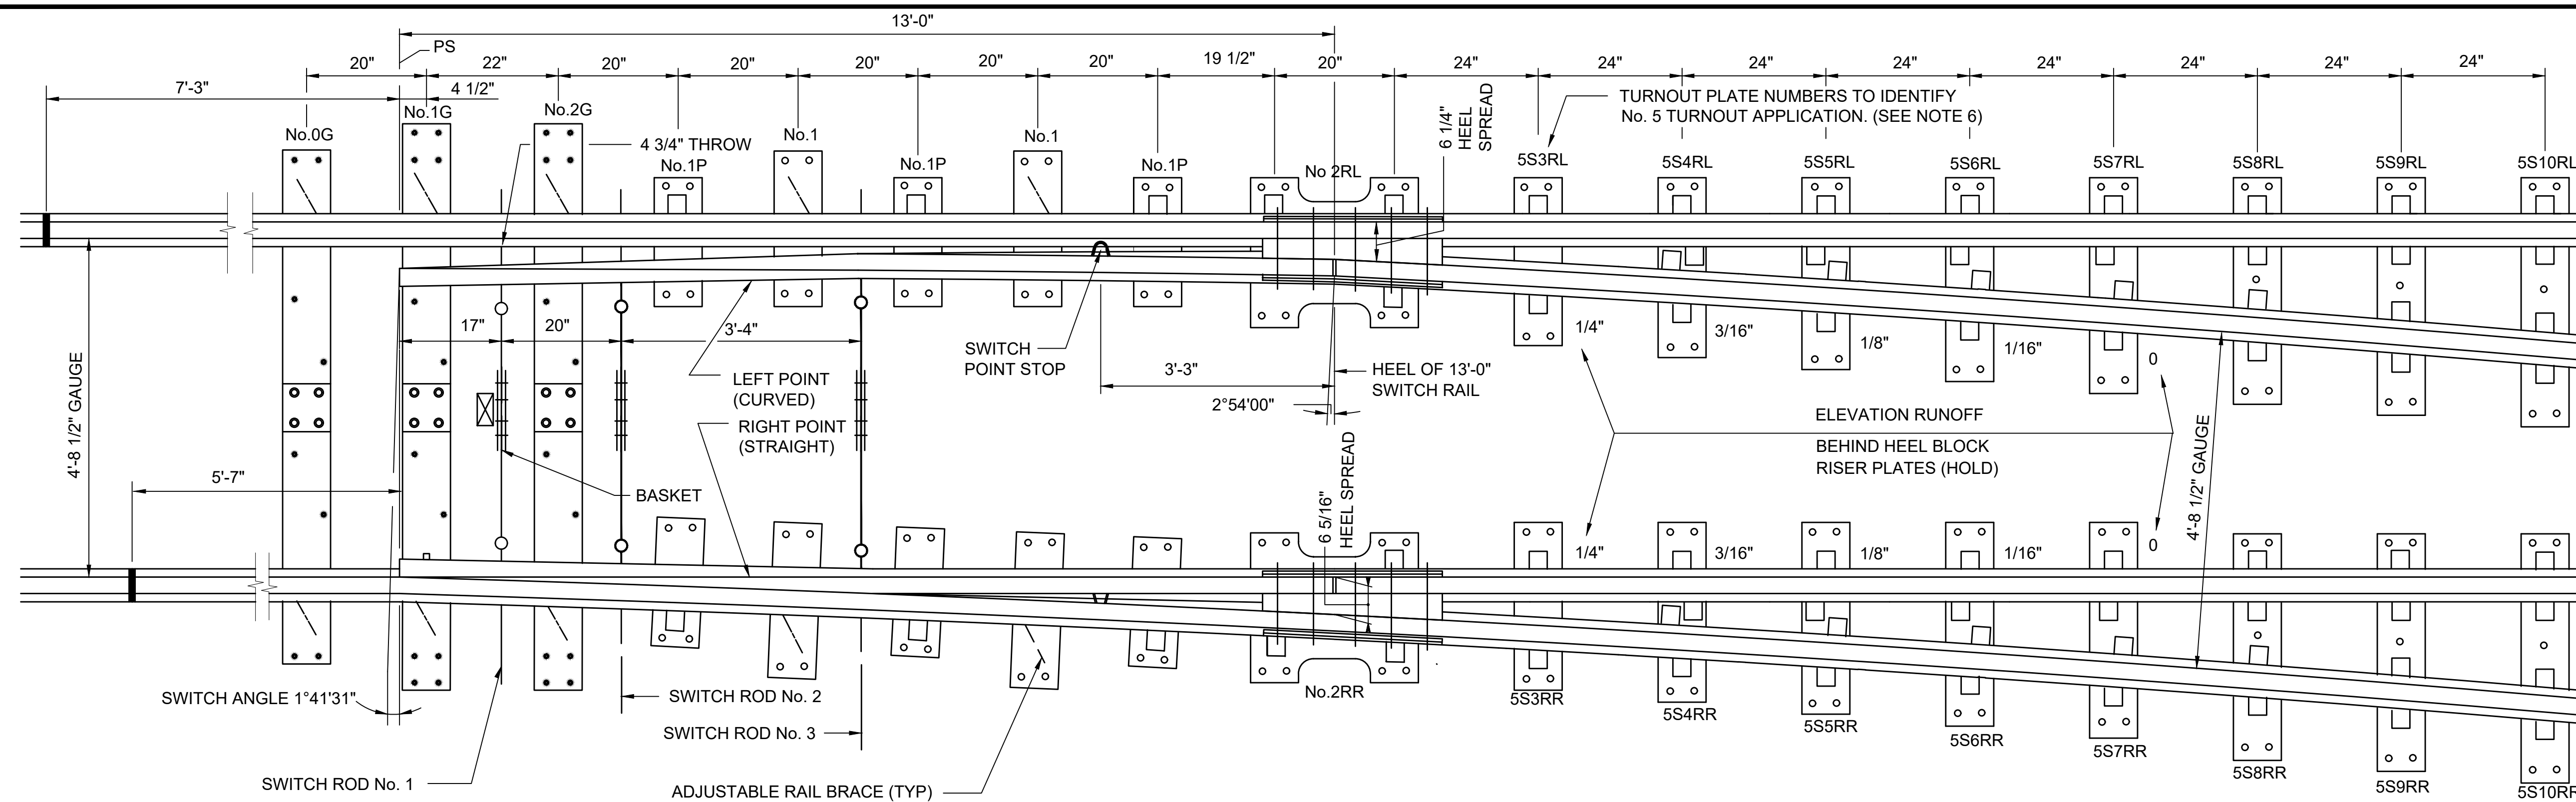 13'-0"
PS
20"
22"
20"
20"
20"
20"
20"
19 1/2"
20"
24"
24"
24"
24"
24"
24"
24"
24"
7'-3"
4 1/2"
TURNOUT PLATE NUMBERS TO IDENTIFY
No. 5 TURNOUT APPLICATION. (SEE NOTE 6)
6 1/4"
HEEL
SPREAD
No.0G
No.1G
No.2G
4 3/4" THROW
No.1P
No.1
No.1P
No.1
No.1P
No 2RL
5S3RL
5S4RL
5S5RL
5S6RL
5S7RL
5S8RL
5S9RL
5S10RL
17"
20"
3'-4"
SWITCH
POINT STOP
1/4"
3/16"
1/8"
1/16"
0
3'-3"
HEEL OF 13'-0"
SWITCH RAIL
LEFT POINT
(CURVED)
2°54'00"
RIGHT POINT
(STRAIGHT)
ELEVATION RUNOFF
BEHIND HEEL BLOCK
RISER PLATES (HOLD)
4'-8 1/2" GAUGE
4'-8 1/2" GAUGE
5'-7"
BASKET
6 5/16"
HEEL SPREAD
1/4"
3/16"
1/8"
1/16"
0
SWITCH ANGLE 1°41'31"
SWITCH ROD No. 2
SWITCH ROD No. 3
SWITCH ROD No. 1
ADJUSTABLE RAIL BRACE (TYP)
No.2RR
5S3RR
5S4RR
5S5RR
5S6RR
5S7RR
5S8RR
5S9RR
5S10RR